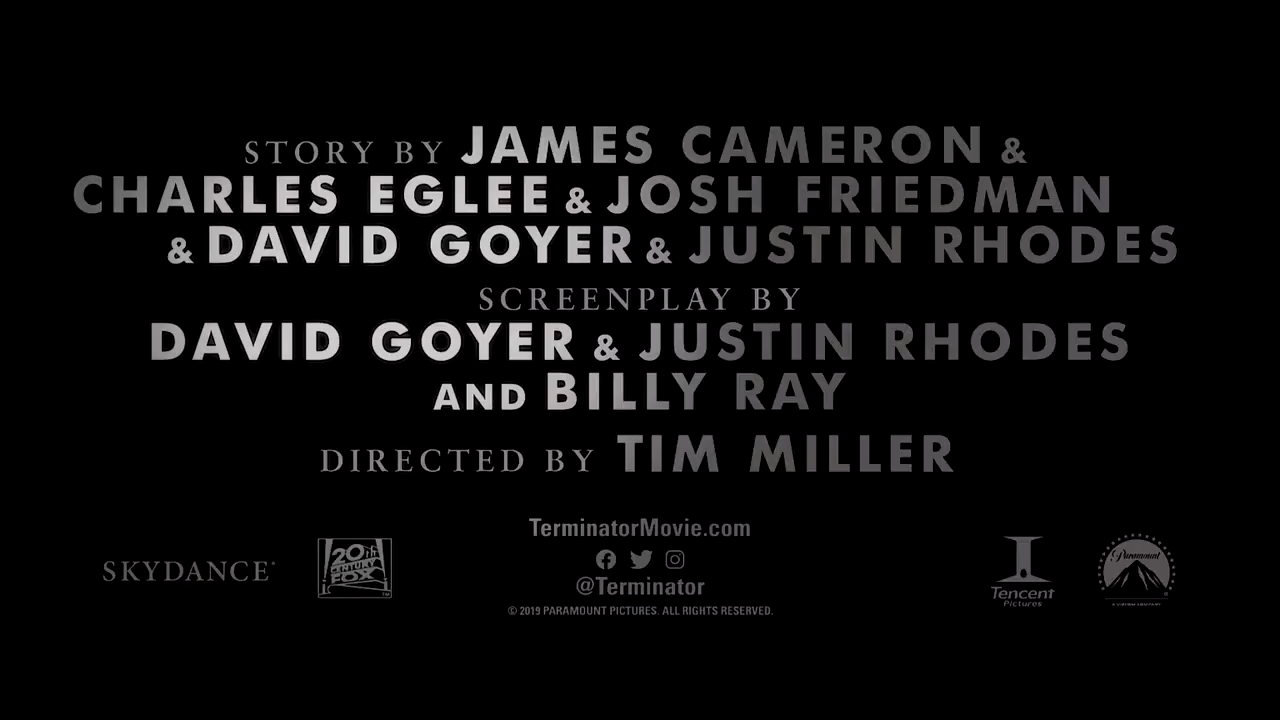 STORY BY JAMES CAMERON &
CHARLES EGLEE & JOSH FRIEDMAN
& DAVID GOYER & JUSTIN RHODES
SCREENPLAY BY
DAVID GOYER & JUSTIN RHODES
AND BILLY RAY
DIRECTED BY TIM MILLER
TerminatorMovie.com
@Terminator
© 2019 PARAMOUNT PICTURES. ALL RIGHTS RESERVED.
SKYDANCE
20th
CENTURY
FOX
Tencent
Pictures
Paramount